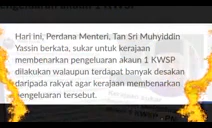 Hari ini, Perdana Menteri, Tan Sri Muhyiddin
Yassin berkata, sukar untuk kerajaan
membenarkan pengeluaran akaun 1 KWSP
dilakukan walaupun terdapat banyak desakan
daripada rakyat agar kerajaan membenarkan
pengeluaran tersebut.